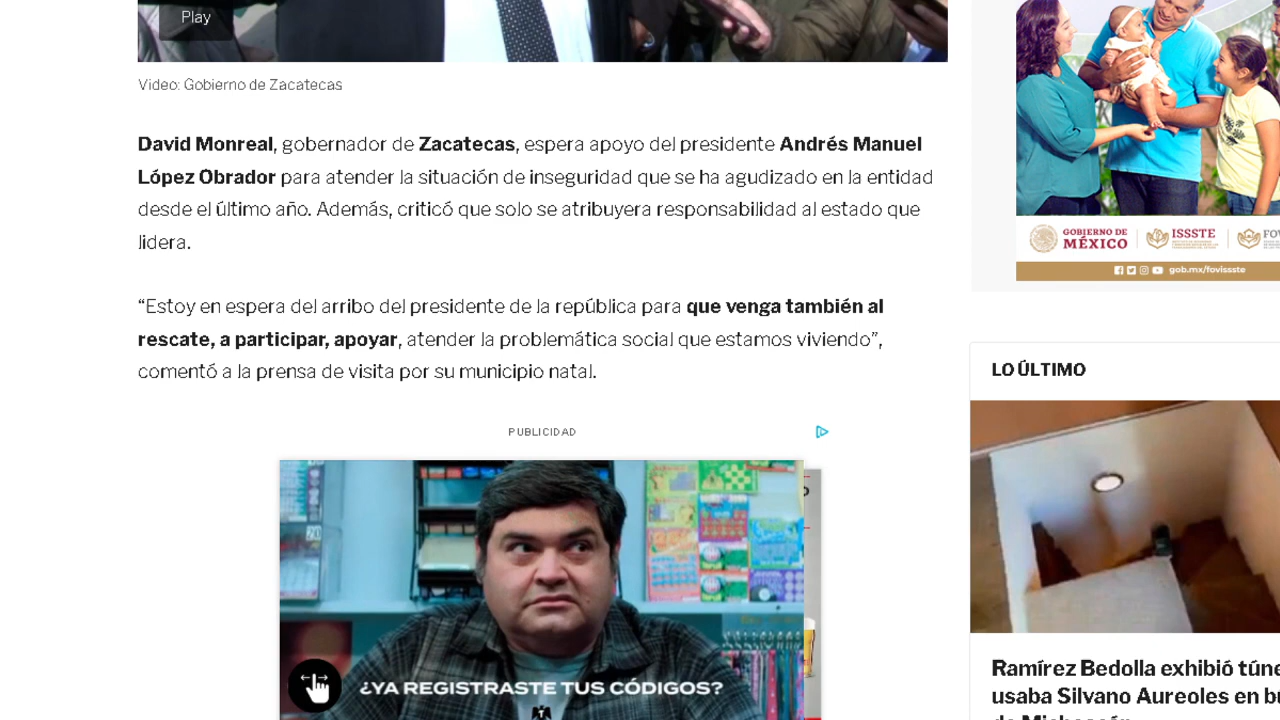 Play
Video: Gobierno de Zacatecas
David Monreal, gobernador de Zacatecas, espera apoyo del presidente Andrés Manuel
López Obrador para atender la situación de inseguridad que se ha agudizado en la entidad
desde el último año. Además, criticó que solo se atribuyera responsabilidad al estado que
lidera.
“Estoy en espera del arribo del presidente de la república para que venga también al
rescate, a participar, apoyar, atender la problemática social que estamos viviendo”,
comentó a la prensa de visita por su municipio natal.
PUBLICIDAD
¿YA REGISTRASTE TUS CÓDIGOS?
GOBIERNO DE
MÉXICO
ISSSTE
gob.mx/fovissste
LO ÚLTIMO
Ramírez Bedolla exhibió
usaba Silvano Aureoles en